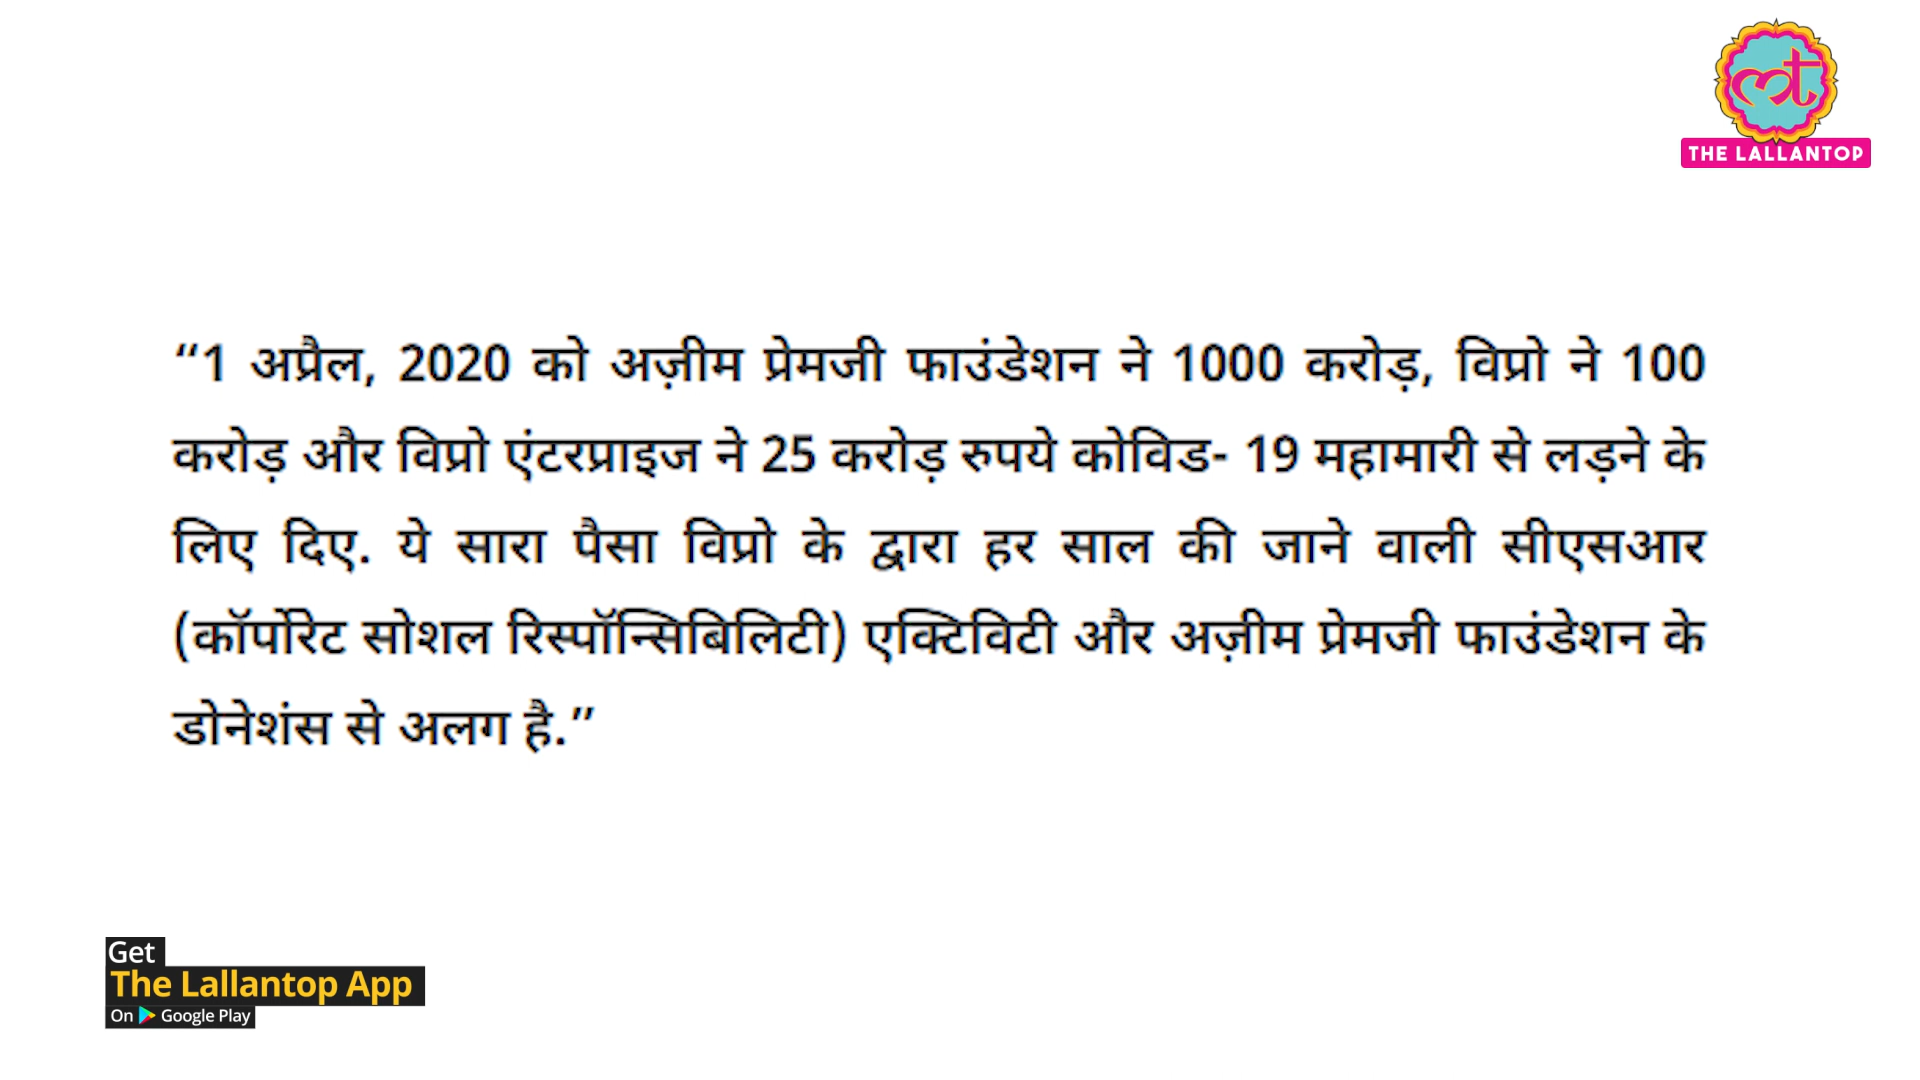 THE LALLANTOP
“1 अप्रैल, 2020 को अज़ीम प्रेमजी फाउंडेशन ने 1000 करोड़, विप्रो ने 100
करोड़ और विप्रो एंटरप्राइज ने 25 करोड़ रुपये कोविड- 19 महामारी से लड़ने के
लिए दिए. ये सारा पैसा विप्रो के द्वारा हर साल की जाने वाली सीएसआर
(कॉर्पोरेट सोशल रिस्पॉन्सिबिलिटी) एक्टिविटी और अज़ीम प्रेमजी फाउंडेशन के
डोनेशंस से अलग है.”
Get
The Lallantop App
On Google Play